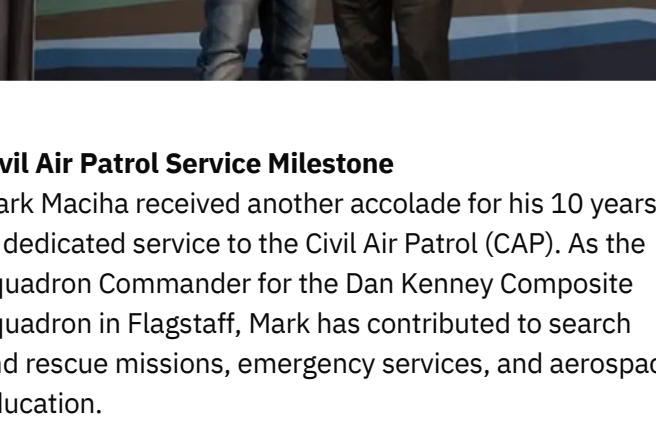 vil Air Patrol Service Milestone
ark Maciha received another accolade for his 10 years
dedicated service to the Civil Air Patrol (CAP). As the
quadron Commander for the Dan Kenney Composite
quadron in Flagstaff, Mark has contributed to search
nd rescue missions, emergency services, and aerospac
ducation.